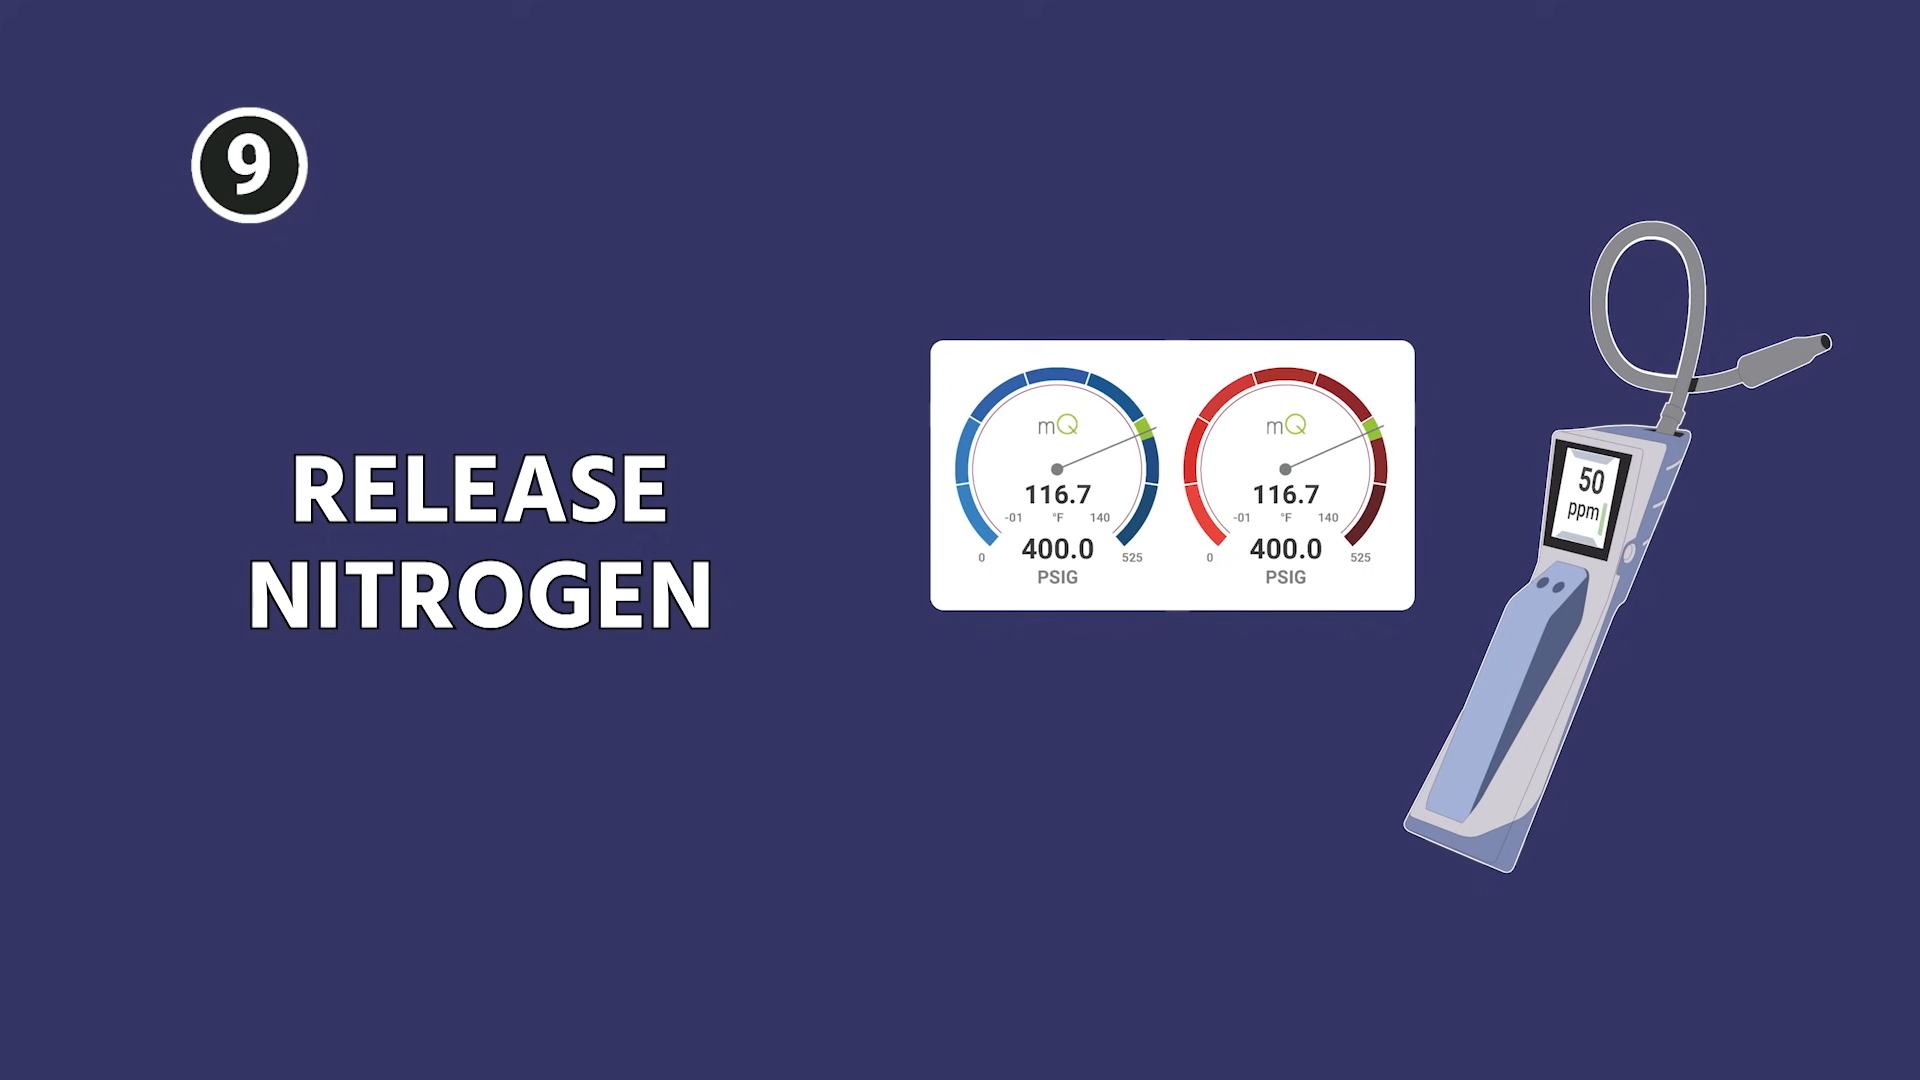 9
RELEASE
NITROGEN
mQ
116.7
-01 °F 140
400.0
0 525
PSIG
mQ
116.7
-01 °F 140
400.0
0 525
PSIG
50
ppm